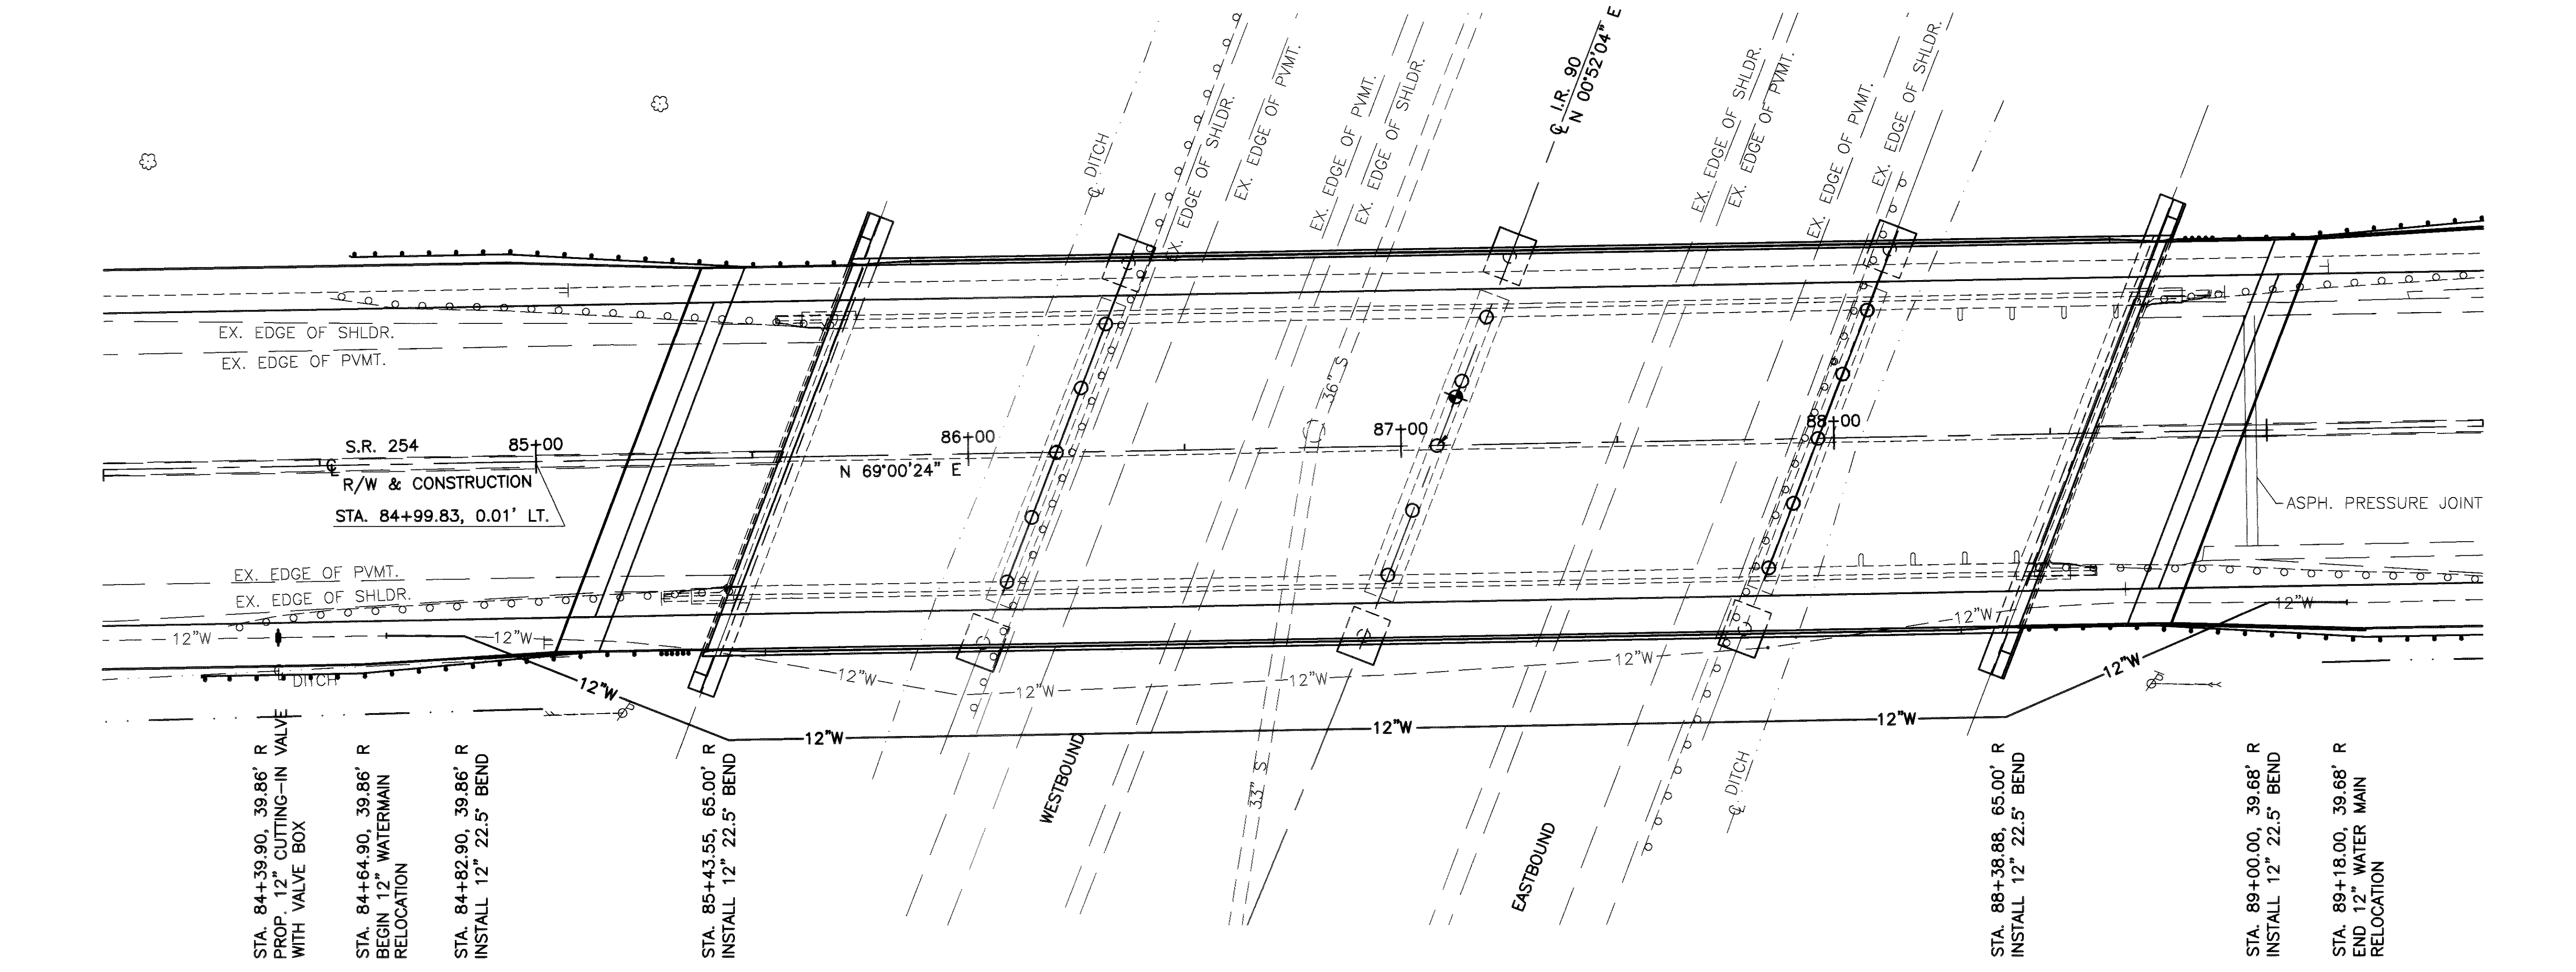 ℄ I.R. 90
N 00°52'04" E
℄ DITCH
EX. EDGE OF SHLDR.
EX. EDGE OF PVMT.
EX. EDGE OF PVMT.
EX. EDGE OF SHLDR.
EX. EDGE OF SHLDR.
EX. EDGE OF PVMT.
EX. EDGE OF PVMT.
EX. EDGE OF SHLDR.
EX. EDGE OF SHLDR.
EX. EDGE OF PVMT.
36" S
S.R. 254
85+00
86+00
87+00
88+00
℄
R/W & CONSTRUCTION
N 69°00'24" E
STA. 84+99.83, 0.01' LT.
ASPH. PRESSURE JOINT
EX. EDGE OF PVMT.
EX. EDGE OF SHLDR.
12"W
12"W
12"W
12"W
12"W
12"W
12"W
12"W
℄ DITCH
12"W
12"W
12"W
12"W
12"W
WESTBOUND
33" S
EASTBOUND
℄ DITCH
STA. 84+39.90, 39.86' R
PROP. 12" CUTTING-IN VALVE
WITH VALVE BOX
STA. 84+64.90, 39.86' R
BEGIN 12" WATERMAIN
RELOCATION
STA. 84+82.90, 39.86' R
INSTALL 12" 22.5° BEND
STA. 85+43.55, 65.00' R
INSTALL 12" 22.5° BEND
STA. 88+38.88, 65.00' R
INSTALL 12" 22.5° BEND
STA. 89+00.00, 39.68' R
INSTALL 12" 22.5° BEND
STA. 89+18.00, 39.68' R
END 12" WATER MAIN
RELOCATION